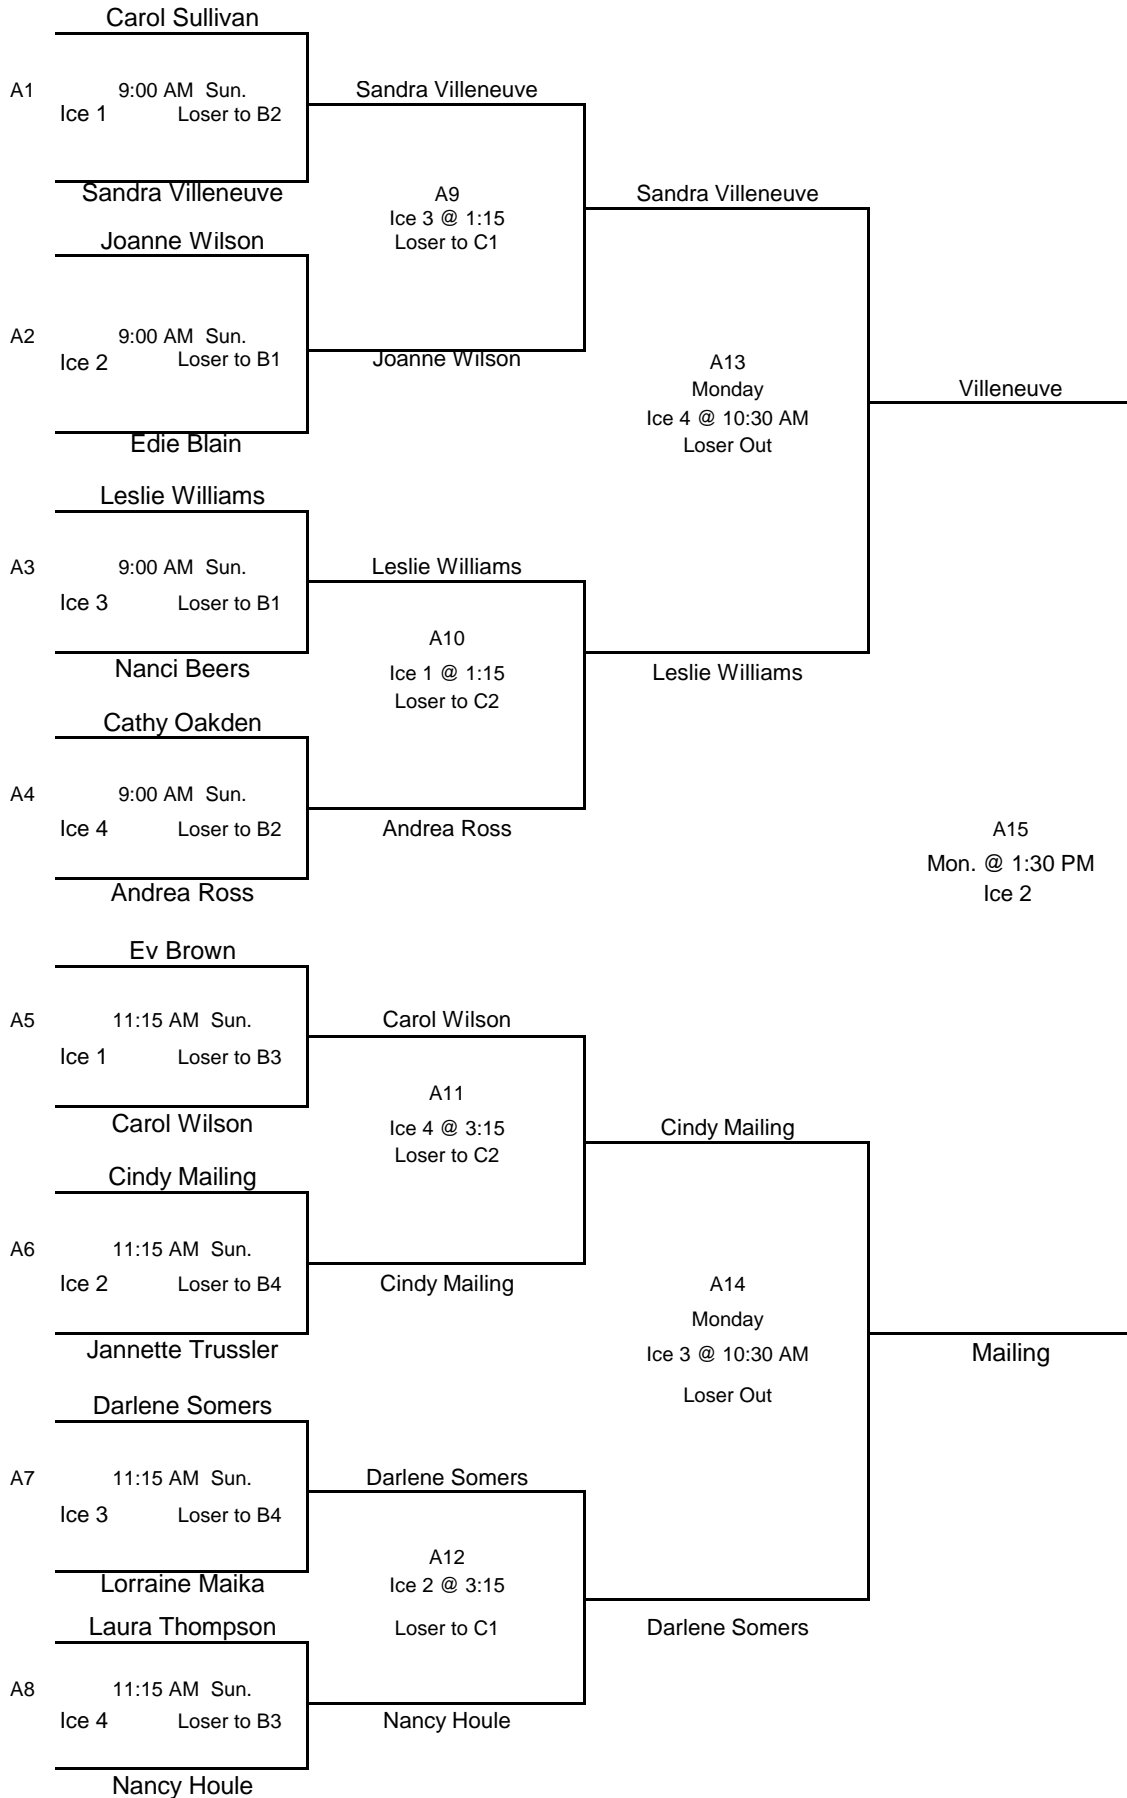 Carol Sullivan
A1 9:00 AM Sun.
Ice 1 Loser to B2
Sandra Villeneuve
Joanne Wilson
A2 9:00 AM Sun.
Ice 2 Loser to B1
Edie Blain
Leslie Williams
A3 9:00 AM Sun.
Ice 3 Loser to B1
Nanci Beers
Cathy Oakden
A4 9:00 AM Sun.
Ice 4 Loser to B2
Andrea Ross
Ev Brown
A5 11:15 AM Sun.
Ice 1 Loser to B3
Carol Wilson
Cindy Mailing
A6 11:15 AM Sun.
Ice 2 Loser to B4
Jannette Trussler
Darlene Somers
A7 11:15 AM Sun.
Ice 3 Loser to B4
Lorraine Maika
Laura Thompson
A8 11:15 AM Sun.
Ice 4 Loser to B3
Nancy Houle
Sandra Villeneuve
A9
Ice 3 @ 1:15
Loser to C1
Joanne Wilson
Leslie Williams
A10
Ice 1 @ 1:15
Loser to C2
Andrea Ross
Carol Wilson
A11
Ice 4 @ 3:15
Loser to C2
Cindy Mailing
Darlene Somers
A12
Ice 2 @ 3:15
Loser to C1
Nancy Houle
Sandra Villeneuve
A13
Monday
Ice 4 @ 10:30 AM
Loser Out
Leslie Williams
Cindy Mailing
A14
Monday
Ice 3 @ 10:30 AM
Loser Out
Darlene Somers
Villeneuve
A15
Mon. @ 1:30 PM
Ice 2
Mailing